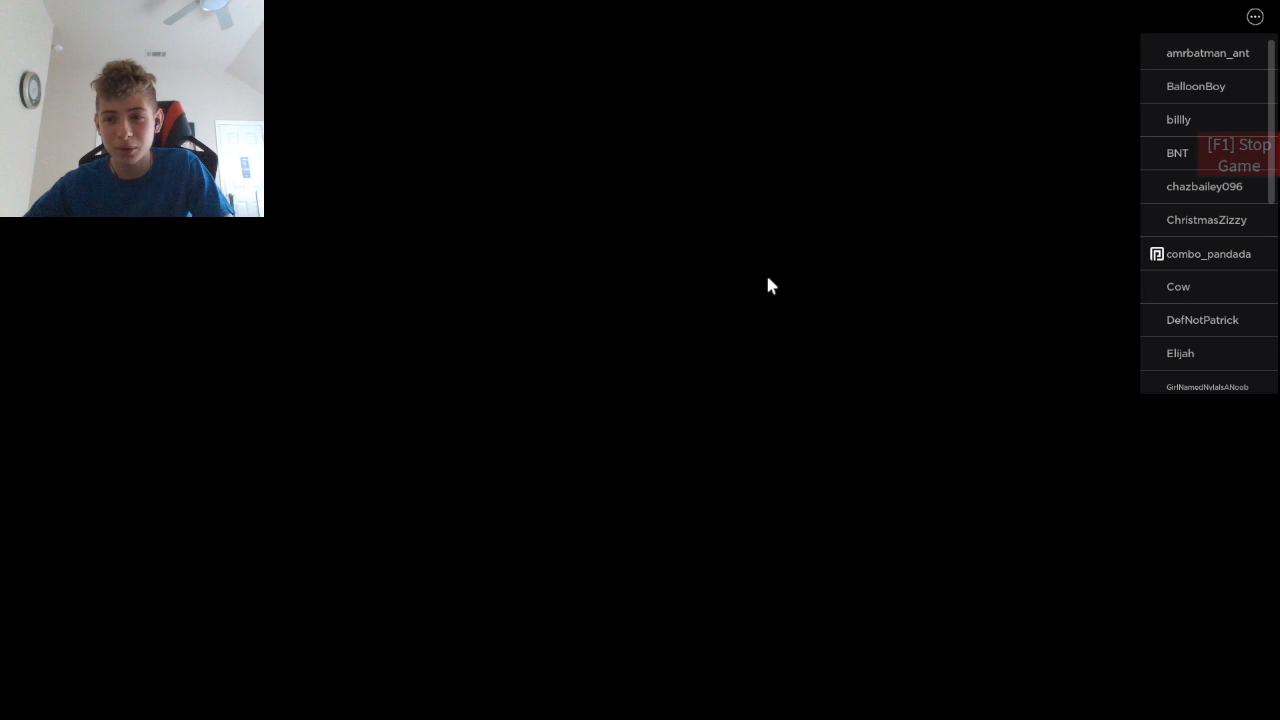 amrbatman_ant
BalloonBoy
billly
[F1] Stop
Game
BNT
chazbailey096
ChristmasZizzy
combo_pandada
Cow
DefNotPatrick
Elijah
GirlNamedNylaIsANoob